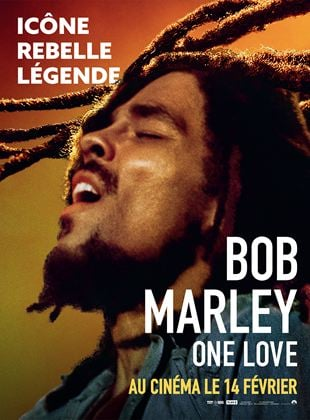 ICÔNE
REBELLE
LÉGENDE
BOB
MARLEY
ONE LOVE
AU CINÉMA LE 14 FÉVRIER